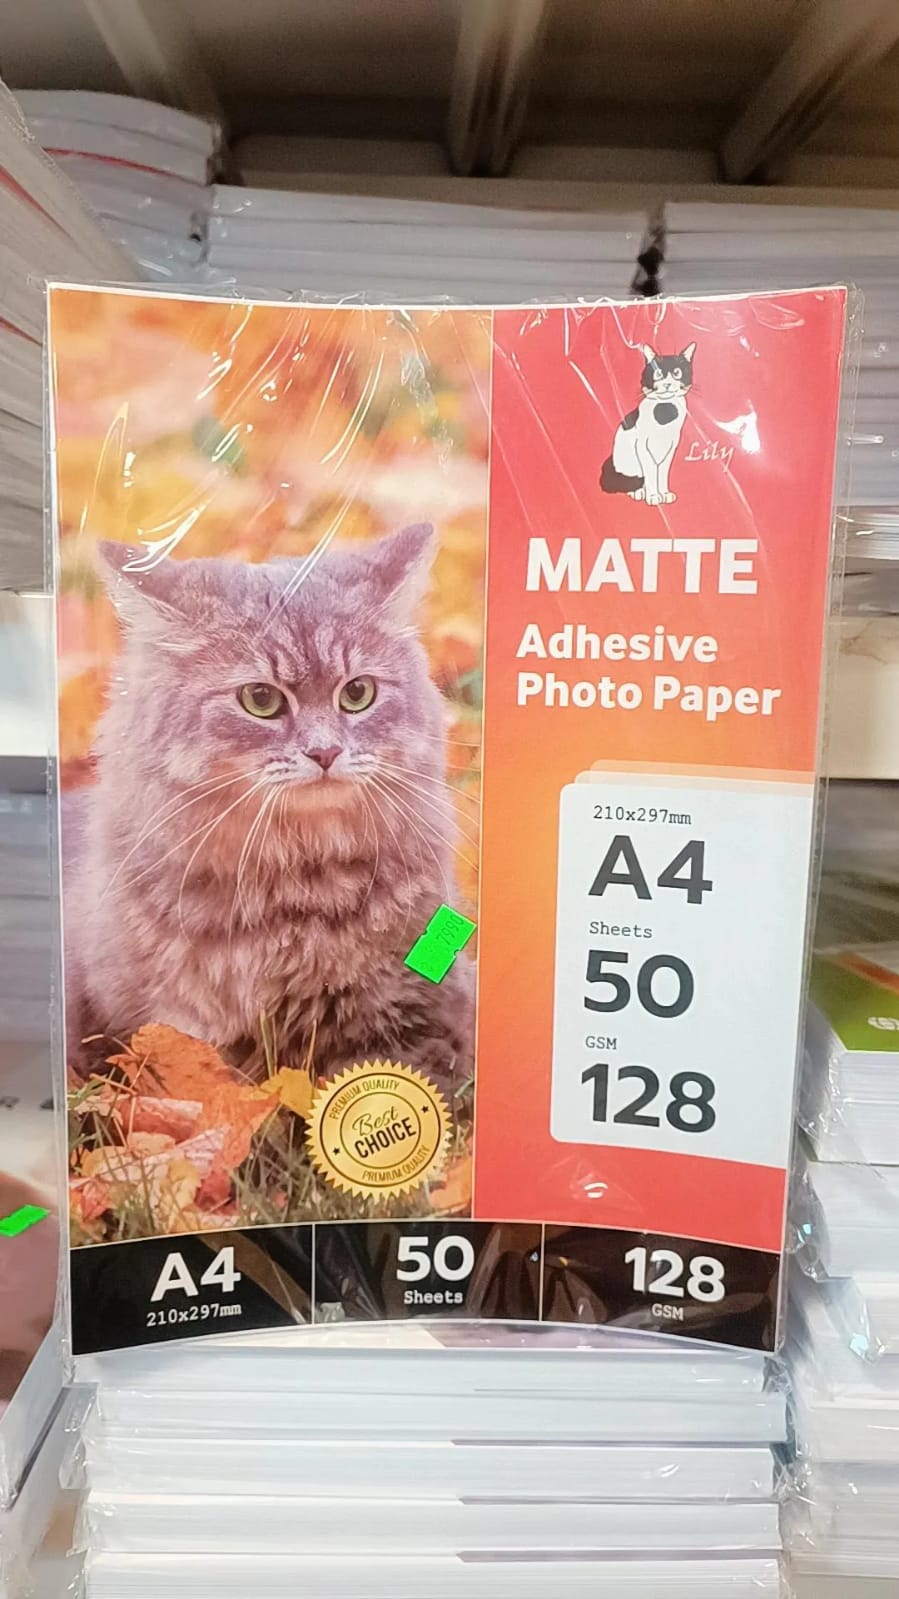 Lily
MATTE
Adhesive
Photo Paper
210x297mm
A4
Sheets
50
GSM
128
7990
PREMIUM QUALITY
Best
CHOICE
PREMIUM QUALITY
A4
210x297mm
50
Sheets
128
GSM